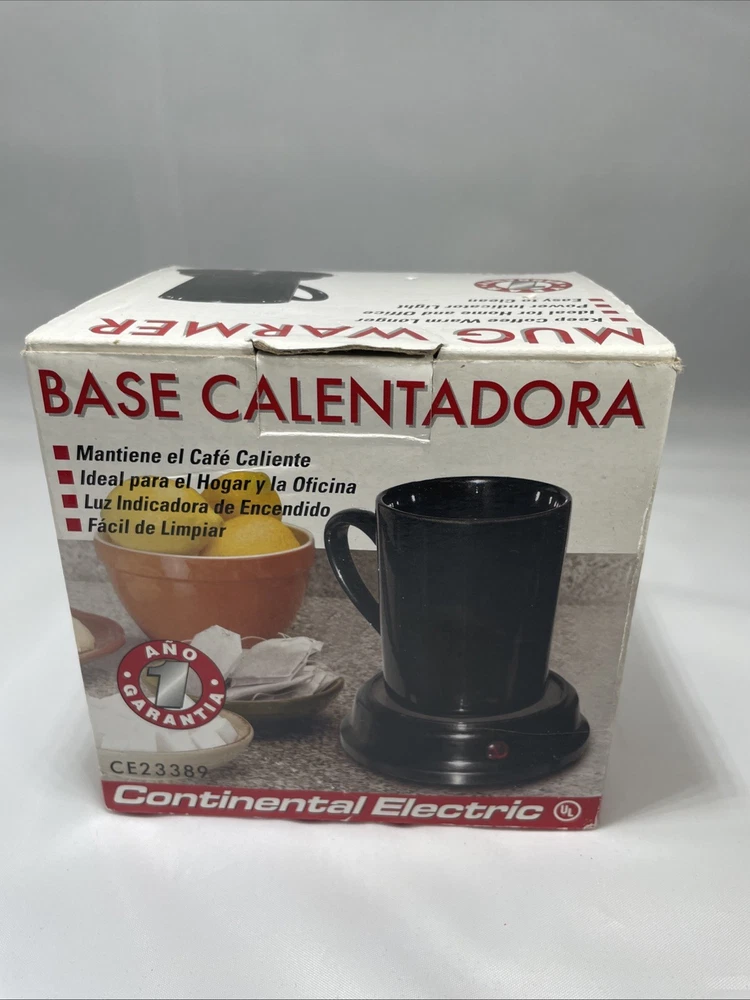 MUG WARMER
Keep Coffee Warm Longer
Ideal for Home and Office
Power Indicator Light
Easy to Clean
BASE CALENTADORA
Mantiene el Café Caliente
Ideal para el Hogar y la Oficina
Luz Indicadora de Encendido
Fácil de Limpiar
AÑO
1
GARANTIA
CE23389
Continental Electric
UL